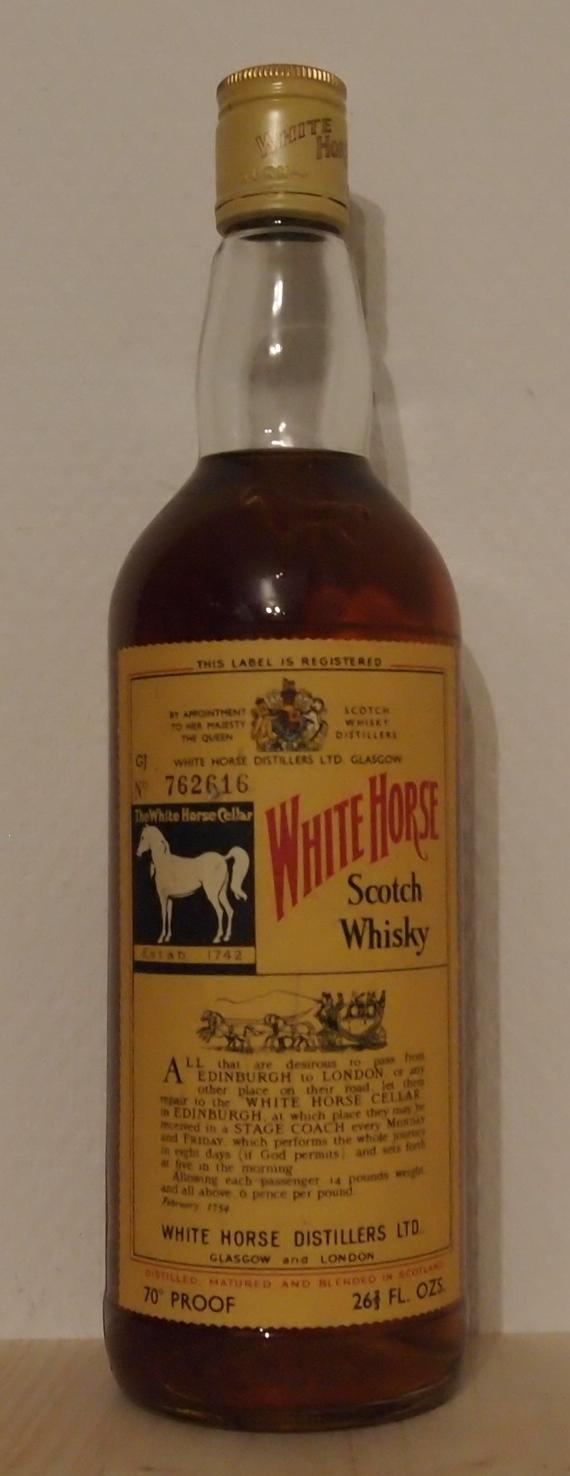 WHITE
THIS LABEL IS REGISTERED
BY APPOINTMENT
TO HER MAJESTY
THE QUEEN
SCOTCH
WHISKY
DISTILLERS
WHITE HORSE DISTILLERS LTD. GLASGOW
GJ
Nº 762616
The White Horse Cellar
Estab. 1742
WHITE HORSE
Scotch
Whisky
ALL that are desirous to pass from
EDINBURGH to LONDON, or any
other place on their road, let them
repair to the WHITE HORSE CELLAR
in EDINBURGH, at which place they may be
received in a STAGE COACH every MONDAY
and FRIDAY, which performs the whole journey
in eight days (if God permits) and sets forth
at five in the morning.
Allowing each passenger 14 pounds weight,
and all above, 6 pence per pound.
February, 1754.
WHITE HORSE DISTILLERS LTD.
GLASGOW and LONDON
DISTILLED, MATURED AND BLENDED IN SCOTLAND
70° PROOF
26⅔ FL. OZS.